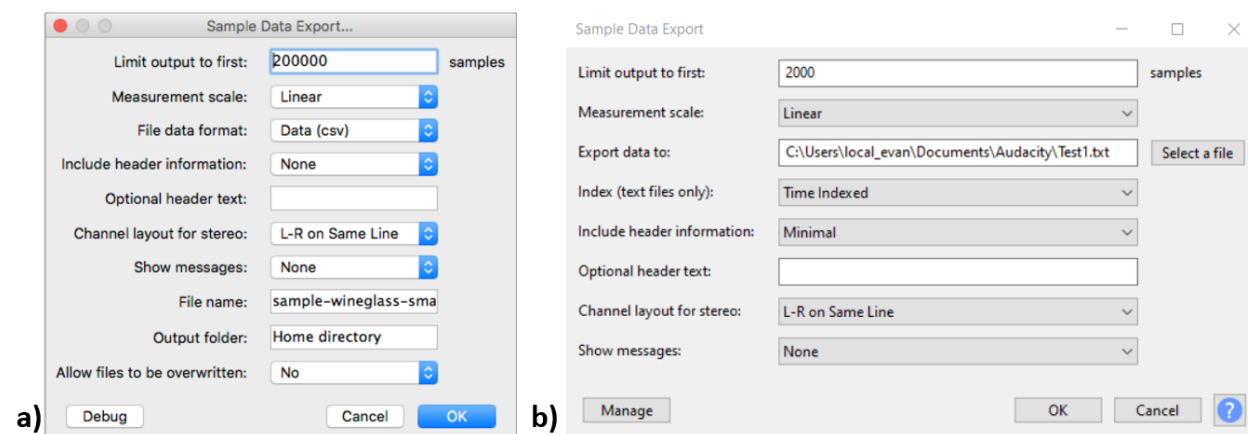 Sample Data Export...
Limit output to first: 200000 samples
Measurement scale: Linear
File data format: Data (csv)
Include header information: None
Optional header text:
Channel layout for stereo: L-R on Same Line
Show messages: None
File name: sample-wineglass-sma
Output folder: Home directory
Allow files to be overwritten: No
a) Debug Cancel OK
Sample Data Export
Limit output to first: 2000 samples
Measurement scale: Linear
Export data to: C:\Users\local_evan\Documents\Audacity\Test1.txt Select a file
Index (text files only): Time Indexed
Include header information: Minimal
Optional header text:
Channel layout for stereo: L-R on Same Line
Show messages: None
b) Manage OK Cancel ?